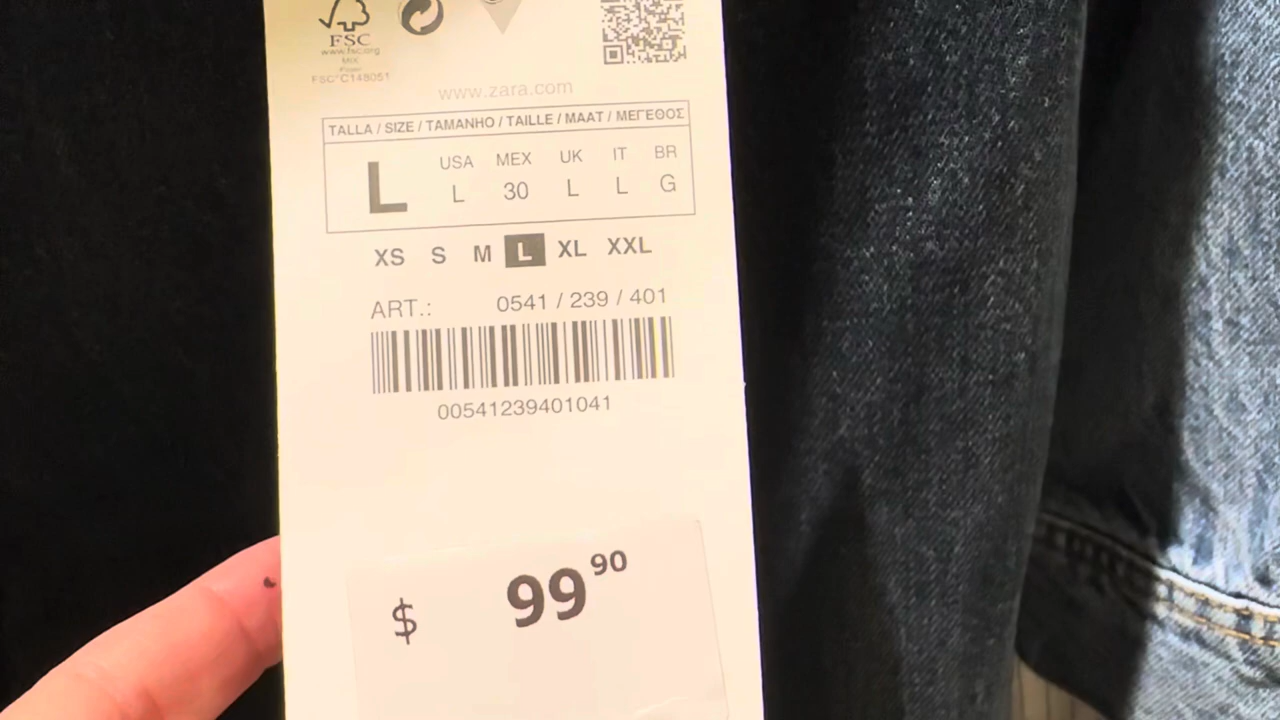 FSC
www.fsc.org
MIX
Paper
FSC® C148051
www.zara.com
TALLA / SIZE / TAMANHO / TAILLE / MAAT / ΜΕΓΕΘΟΣ
L
USA MEX UK IT BR
L 30 L L G
XS S M L XL XXL
ART.: 0541 / 239 / 401
00541239401041
$ 99 90